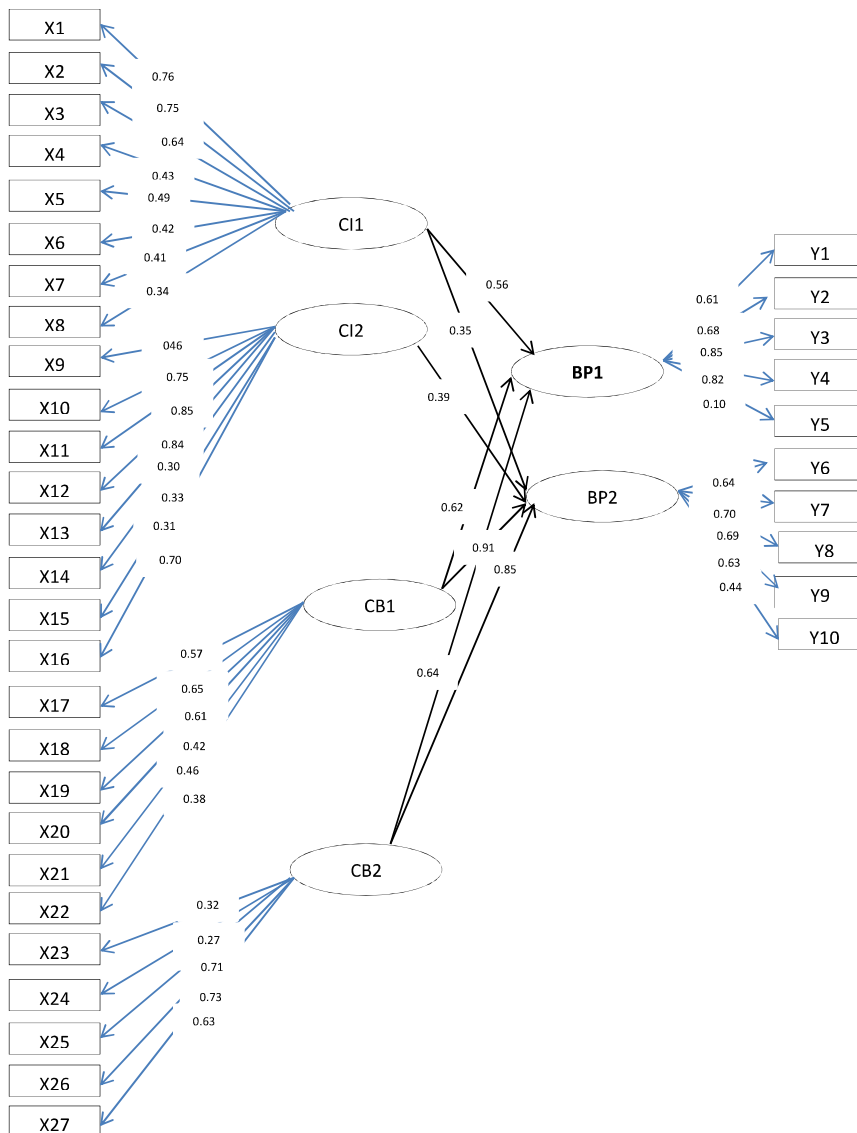 X1
X2
X3
X4
X5
X6
X7
X8
X9
X10
X11
X12
X13
X14
X15
X16
X17
X18
X19
X20
X21
X22
X23
X24
X25
X26
X27
0.76
0.75
0.64
0.43
0.49
0.42
0.41
0.34
046
0.75
0.85
0.84
0.30
0.33
0.31
0.70
0.57
0.65
0.61
0.42
0.46
0.38
0.32
0.27
0.71
0.73
0.63
CI1
CI2
CB1
CB2
0.56
0.35
0.39
0.62
0.91
0.85
0.64
BP1
BP2
0.61
0.68
0.85
0.82
0.10
0.64
0.70
0.69
0.63
0.44
Y1
Y2
Y3
Y4
Y5
Y6
Y7
Y8
Y9
Y10